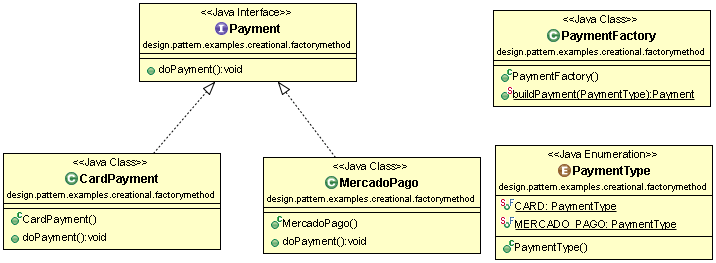 <<Java Interface>>
Payment
design.pattern.examples.creational.factorymethod
doPayment():void
<<Java Class>>
PaymentFactory
design.pattern.examples.creational.factorymethod
PaymentFactory()
buildPayment(PaymentType):Payment
<<Java Class>>
CardPayment
design.pattern.examples.creational.factorymethod
CardPayment()
doPayment():void
<<Java Class>>
MercadoPago
design.pattern.examples.creational.factorymethod
MercadoPago()
doPayment():void
<<Java Enumeration>>
PaymentType
design.pattern.examples.creational.factorymethod
CARD: PaymentType
MERCADO_PAGO: PaymentType
PaymentType()